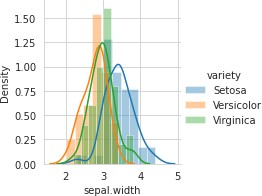 1.50
1.25
1.00
0.75
0.50
0.25
0.00
Density
2 3 4 5
sepal.width
variety
Setosa
Versicolor
Virginica